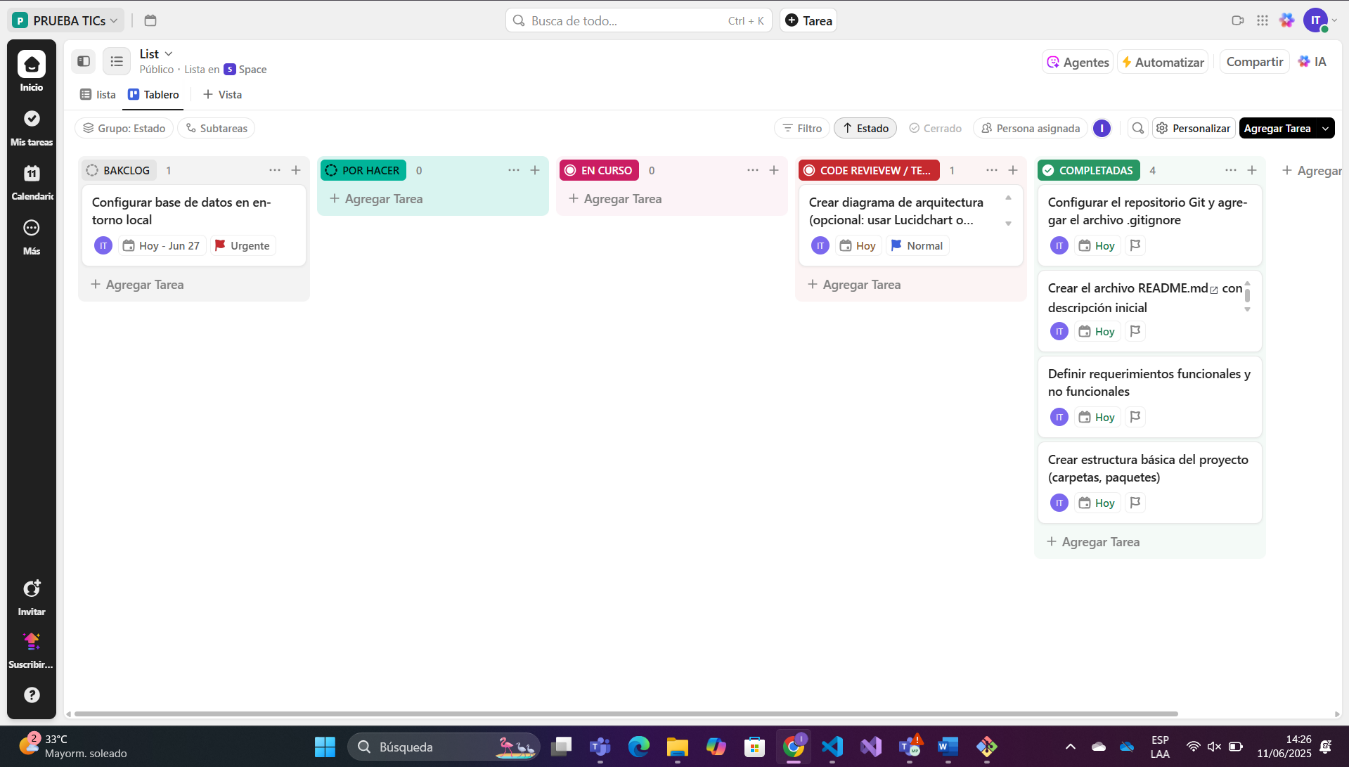 PRUEBA TICs
Busca de todo...
Ctrl + K
Tarea
IT
List
Público · Lista en S Space
Agentes
Automatizar
Compartir
IA
lista
Tablero
+ Vista
Grupo: Estado
Subtareas
Filtro
Estado
Cerrado
Persona asignada
I
Personalizar
Agregar Tarea
Inicio
Mis tareas
11
Calendario
Más
Invitar
Suscribir...
?
BAKCLOG 1
Configurar base de datos en en-
torno local
IT Hoy - Jun 27 Urgente
+ Agregar Tarea
POR HACER 0
+ Agregar Tarea
EN CURSO 0
+ Agregar Tarea
CODE REVIEVEW / TE... 1
Crear diagrama de arquitectura
(opcional: usar Lucidchart o...
IT Hoy Normal
+ Agregar Tarea
COMPLETADAS 4
Configurar el repositorio Git y agre-
gar el archivo .gitignore
IT Hoy
Crear el archivo README.md con
descripción inicial
IT Hoy
Definir requerimientos funcionales y
no funcionales
IT Hoy
Crear estructura básica del proyecto
(carpetas, paquetes)
IT Hoy
+ Agregar Tarea
+ Agregar
2
33°C
Mayorm. soleado
Búsqueda
ESP
LAA
14:26
11/06/2025